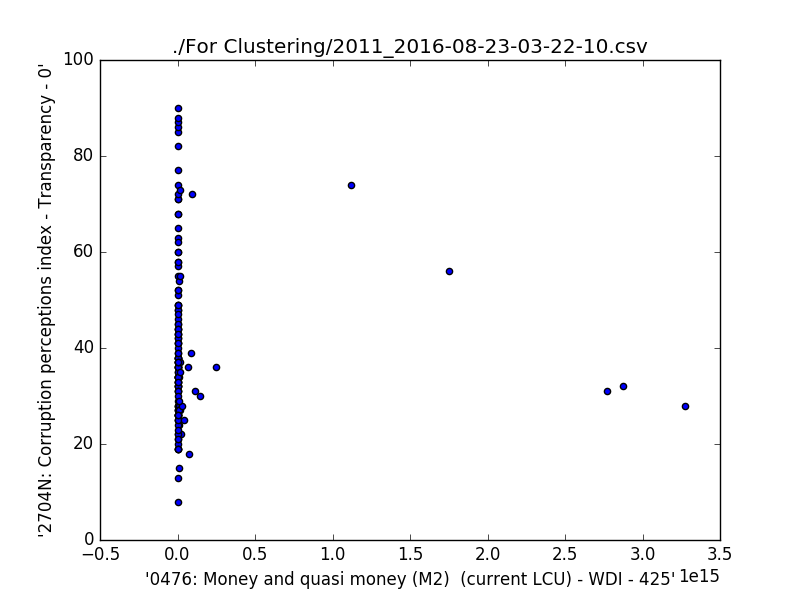 ./For Clustering/2011_2016-08-23-03-22-10.csv
'2704N: Corruption perceptions index - Transparency - 0'
100
80
60
40
20
0
−0.5 0.0 0.5 1.0 1.5 2.0 2.5 3.0 3.5
1e15
'0476: Money and quasi money (M2)  (current LCU) - WDI - 425'